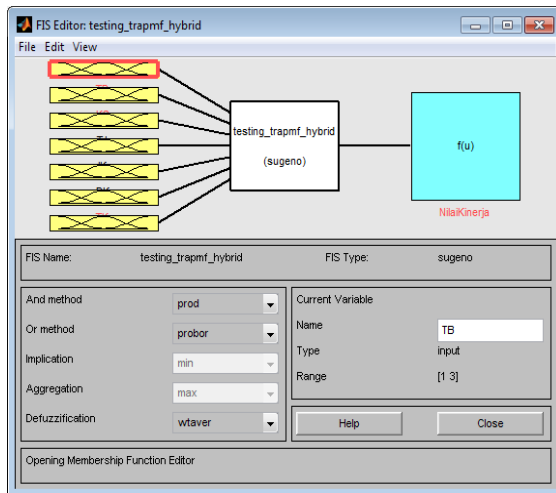 FIS Editor: testing_trapmf_hybrid
File Edit View
testing_trapmf_hybrid
(sugeno)
f(u)
NilaiKinerja
FIS Name: testing_trapmf_hybrid FIS Type: sugeno
And method prod
Or method probor
Implication min
Aggregation max
Defuzzification wtaver
Current Variable
Name TB
Type input
Range [1 3]
Help Close
Opening Membership Function Editor